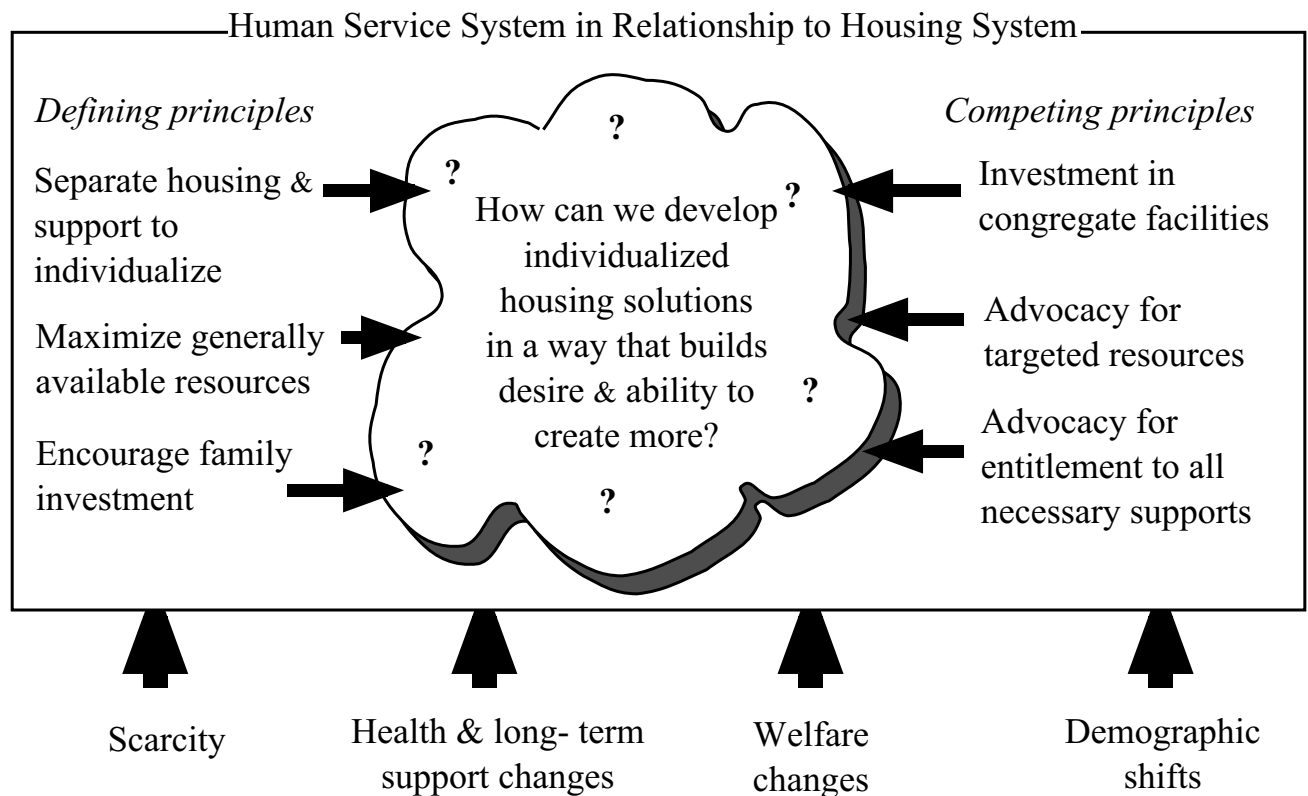 Human Service System in Relationship to Housing System
Defining principles
Separate housing &
support to
individualize
Maximize generally
available resources
Encourage family
investment
?
?
?
How can we develop
individualized
housing solutions
in a way that builds
desire & ability to
create more?
?
?
?
Competing principles
Investment in
congregate facilities
Advocacy for
targeted resources
Advocacy for
entitlement to all
necessary supports
Scarcity
Health & long- term
support changes
Welfare
changes
Demographic
shifts